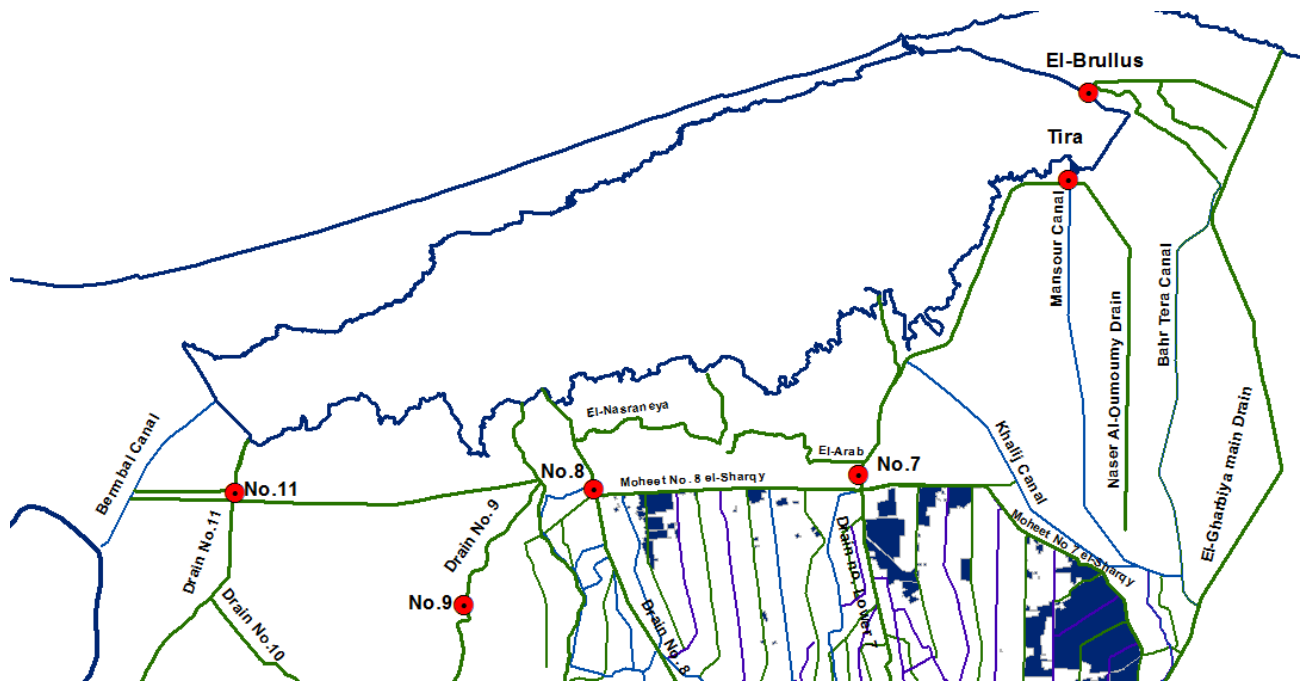 El-Brullus
Tira
Mansour Canal
Naser Al-Oumoumy Drain
Bahr Tera Canal
El-Gharbiya main Drain
El-Nasraneya
El-Arab
Khalij Canal
Bermbal Canal
No.11
No.8
Moheet No. 8 el-Sharqy
No.7
Drain No.11
Drain No. 9
Moheet No 7 el-Sharqy
Drain no. Lower 7
No.9
Drain No.10
Drain No. 8